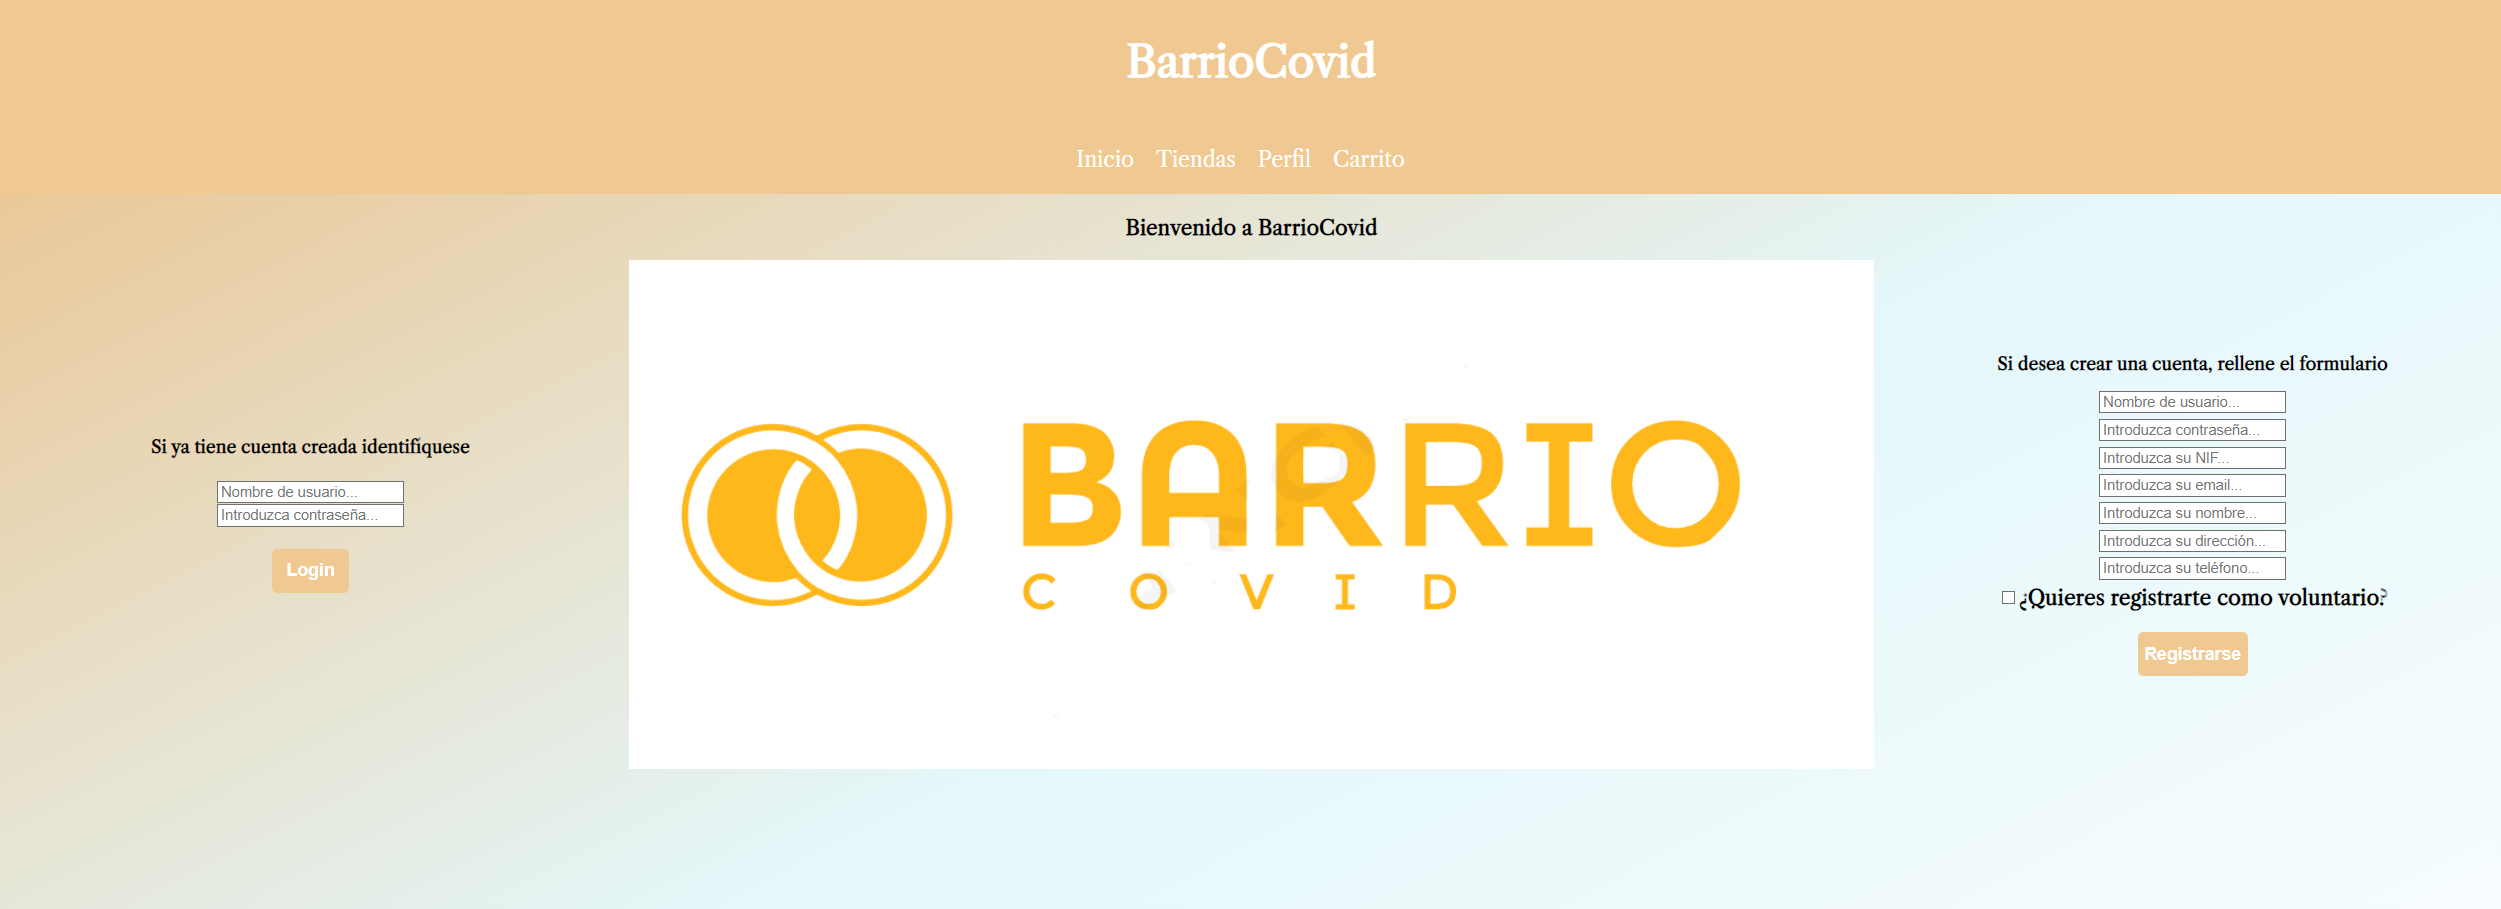 BarrioCovid
Inicio Tiendas Perfil Carrito
Bienvenido a BarrioCovid
Si ya tiene cuenta creada identifíquese
Nombre de usuario...
Introduzca contraseña...
Login
BARRIO
COVID
Si desea crear una cuenta, rellene el formulario
Nombre de usuario...
Introduzca contraseña...
Introduzca su NIF...
Introduzca su email...
Introduzca su nombre...
Introduzca su dirección...
Introduzca su teléfono...
¿Quieres registrarte como voluntario?
Registrarse